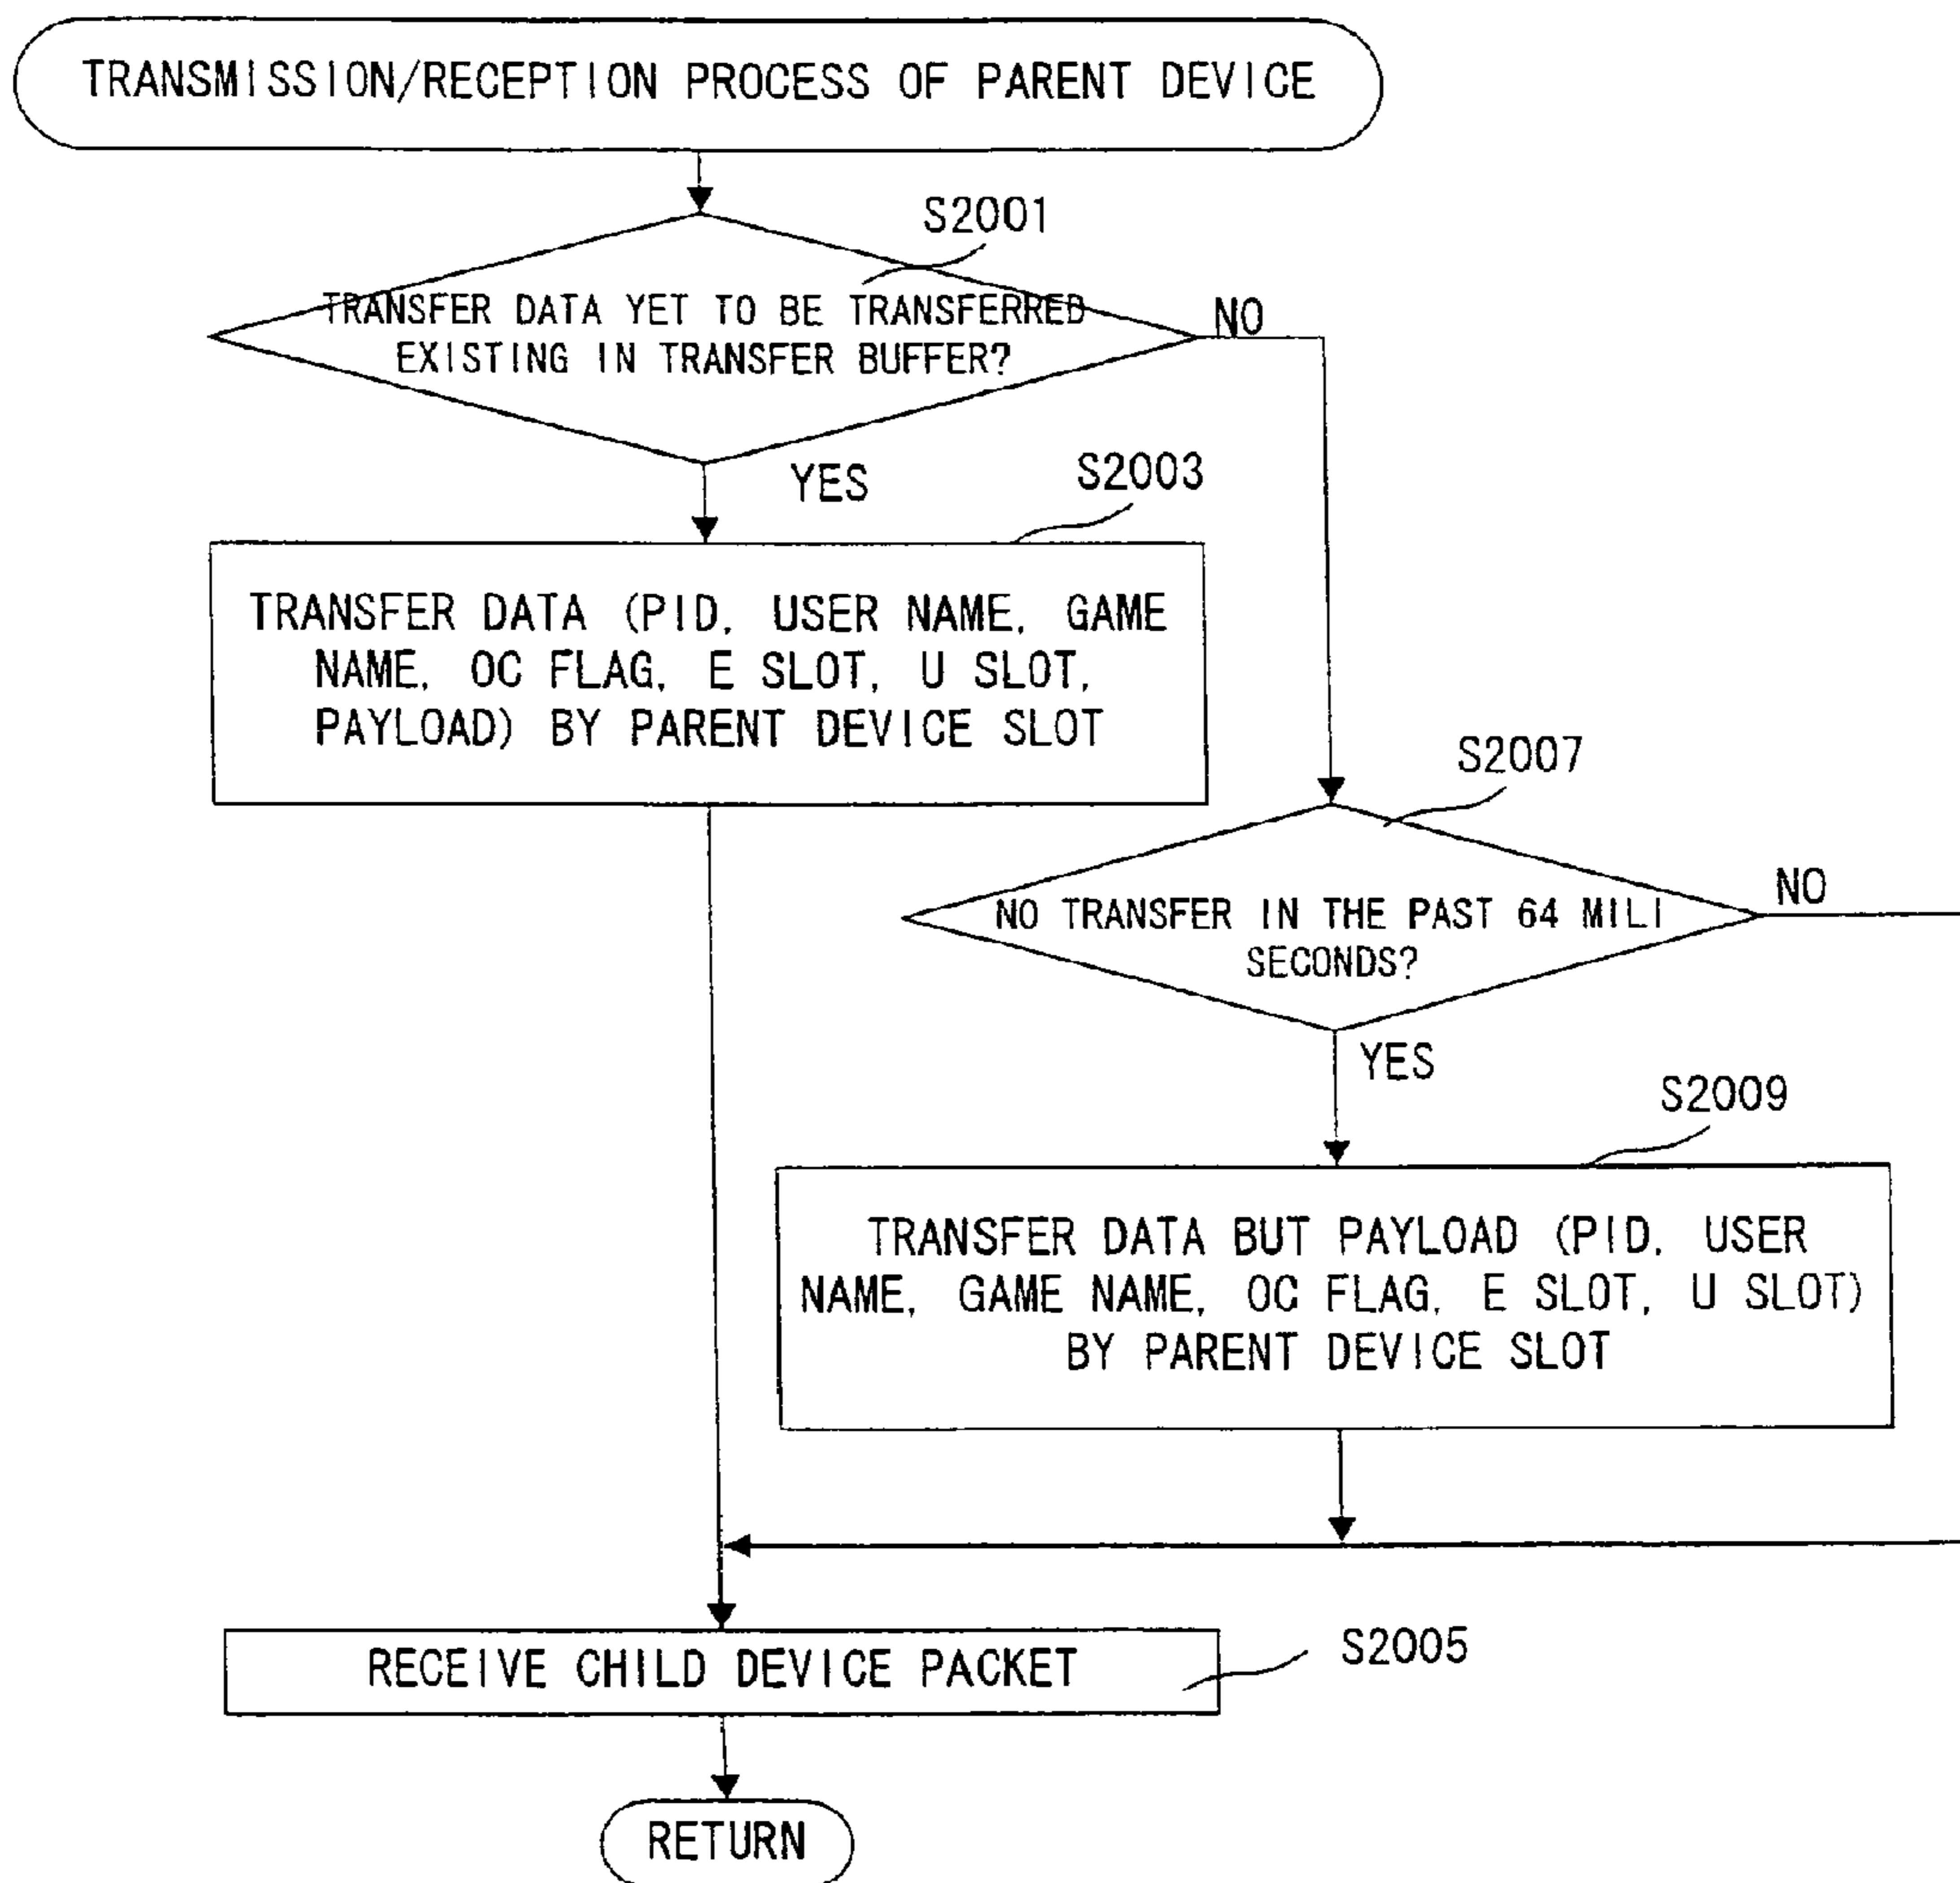 TRANSMISSION/RECEPTION PROCESS OF PARENT DEVICE
S2001
TRANSFER DATA YET TO BE TRANSFERRED
EXISTING IN TRANSFER BUFFER?
NO
YES
S2003
TRANSFER DATA (PID, USER NAME, GAME
NAME, OC FLAG, E SLOT, U SLOT,
PAYLOAD) BY PARENT DEVICE SLOT
S2007
NO TRANSFER IN THE PAST 64 MILI
SECONDS?
NO
YES
S2009
TRANSFER DATA BUT PAYLOAD (PID, USER
NAME, GAME NAME, OC FLAG, E SLOT, U SLOT)
BY PARENT DEVICE SLOT
RECEIVE CHILD DEVICE PACKET
S2005
RETURN